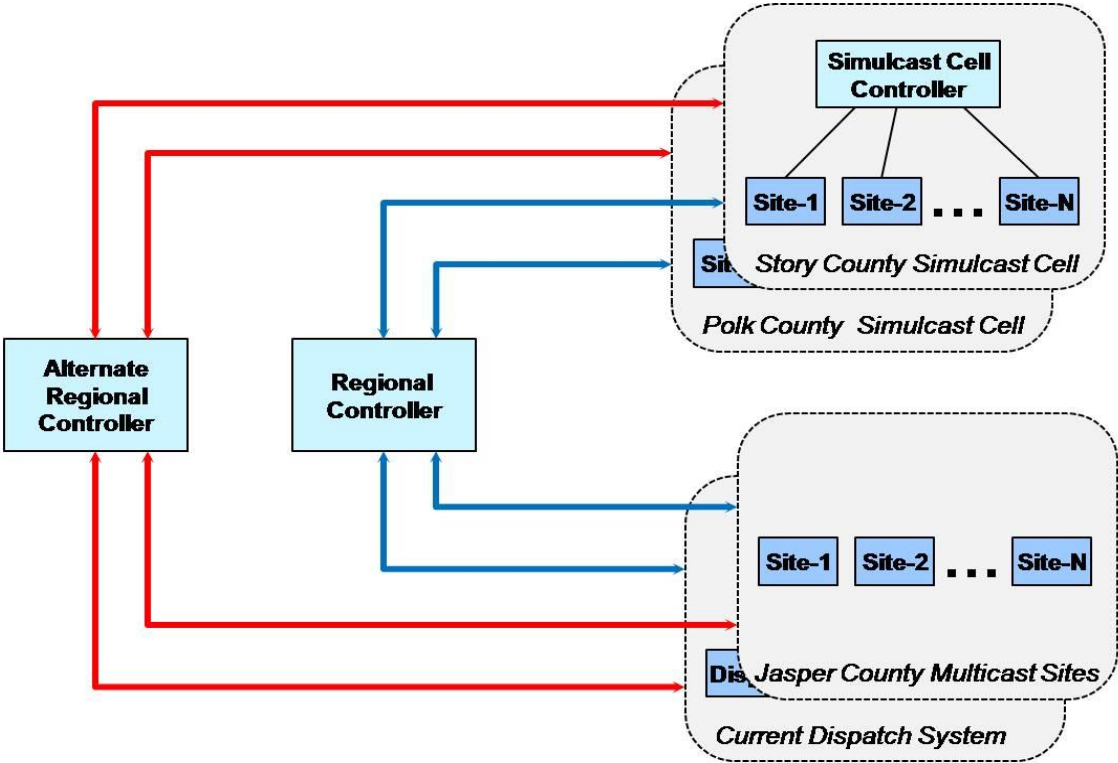 Simulcast Cell
Controller
Site-1 Site-2 ... Site-N
Story County Simulcast Cell
Polk County Simulcast Cell
Alternate
Regional
Controller
Regional
Controller
Site-1 Site-2 ... Site-N
Jasper County Multicast Sites
Current Dispatch System